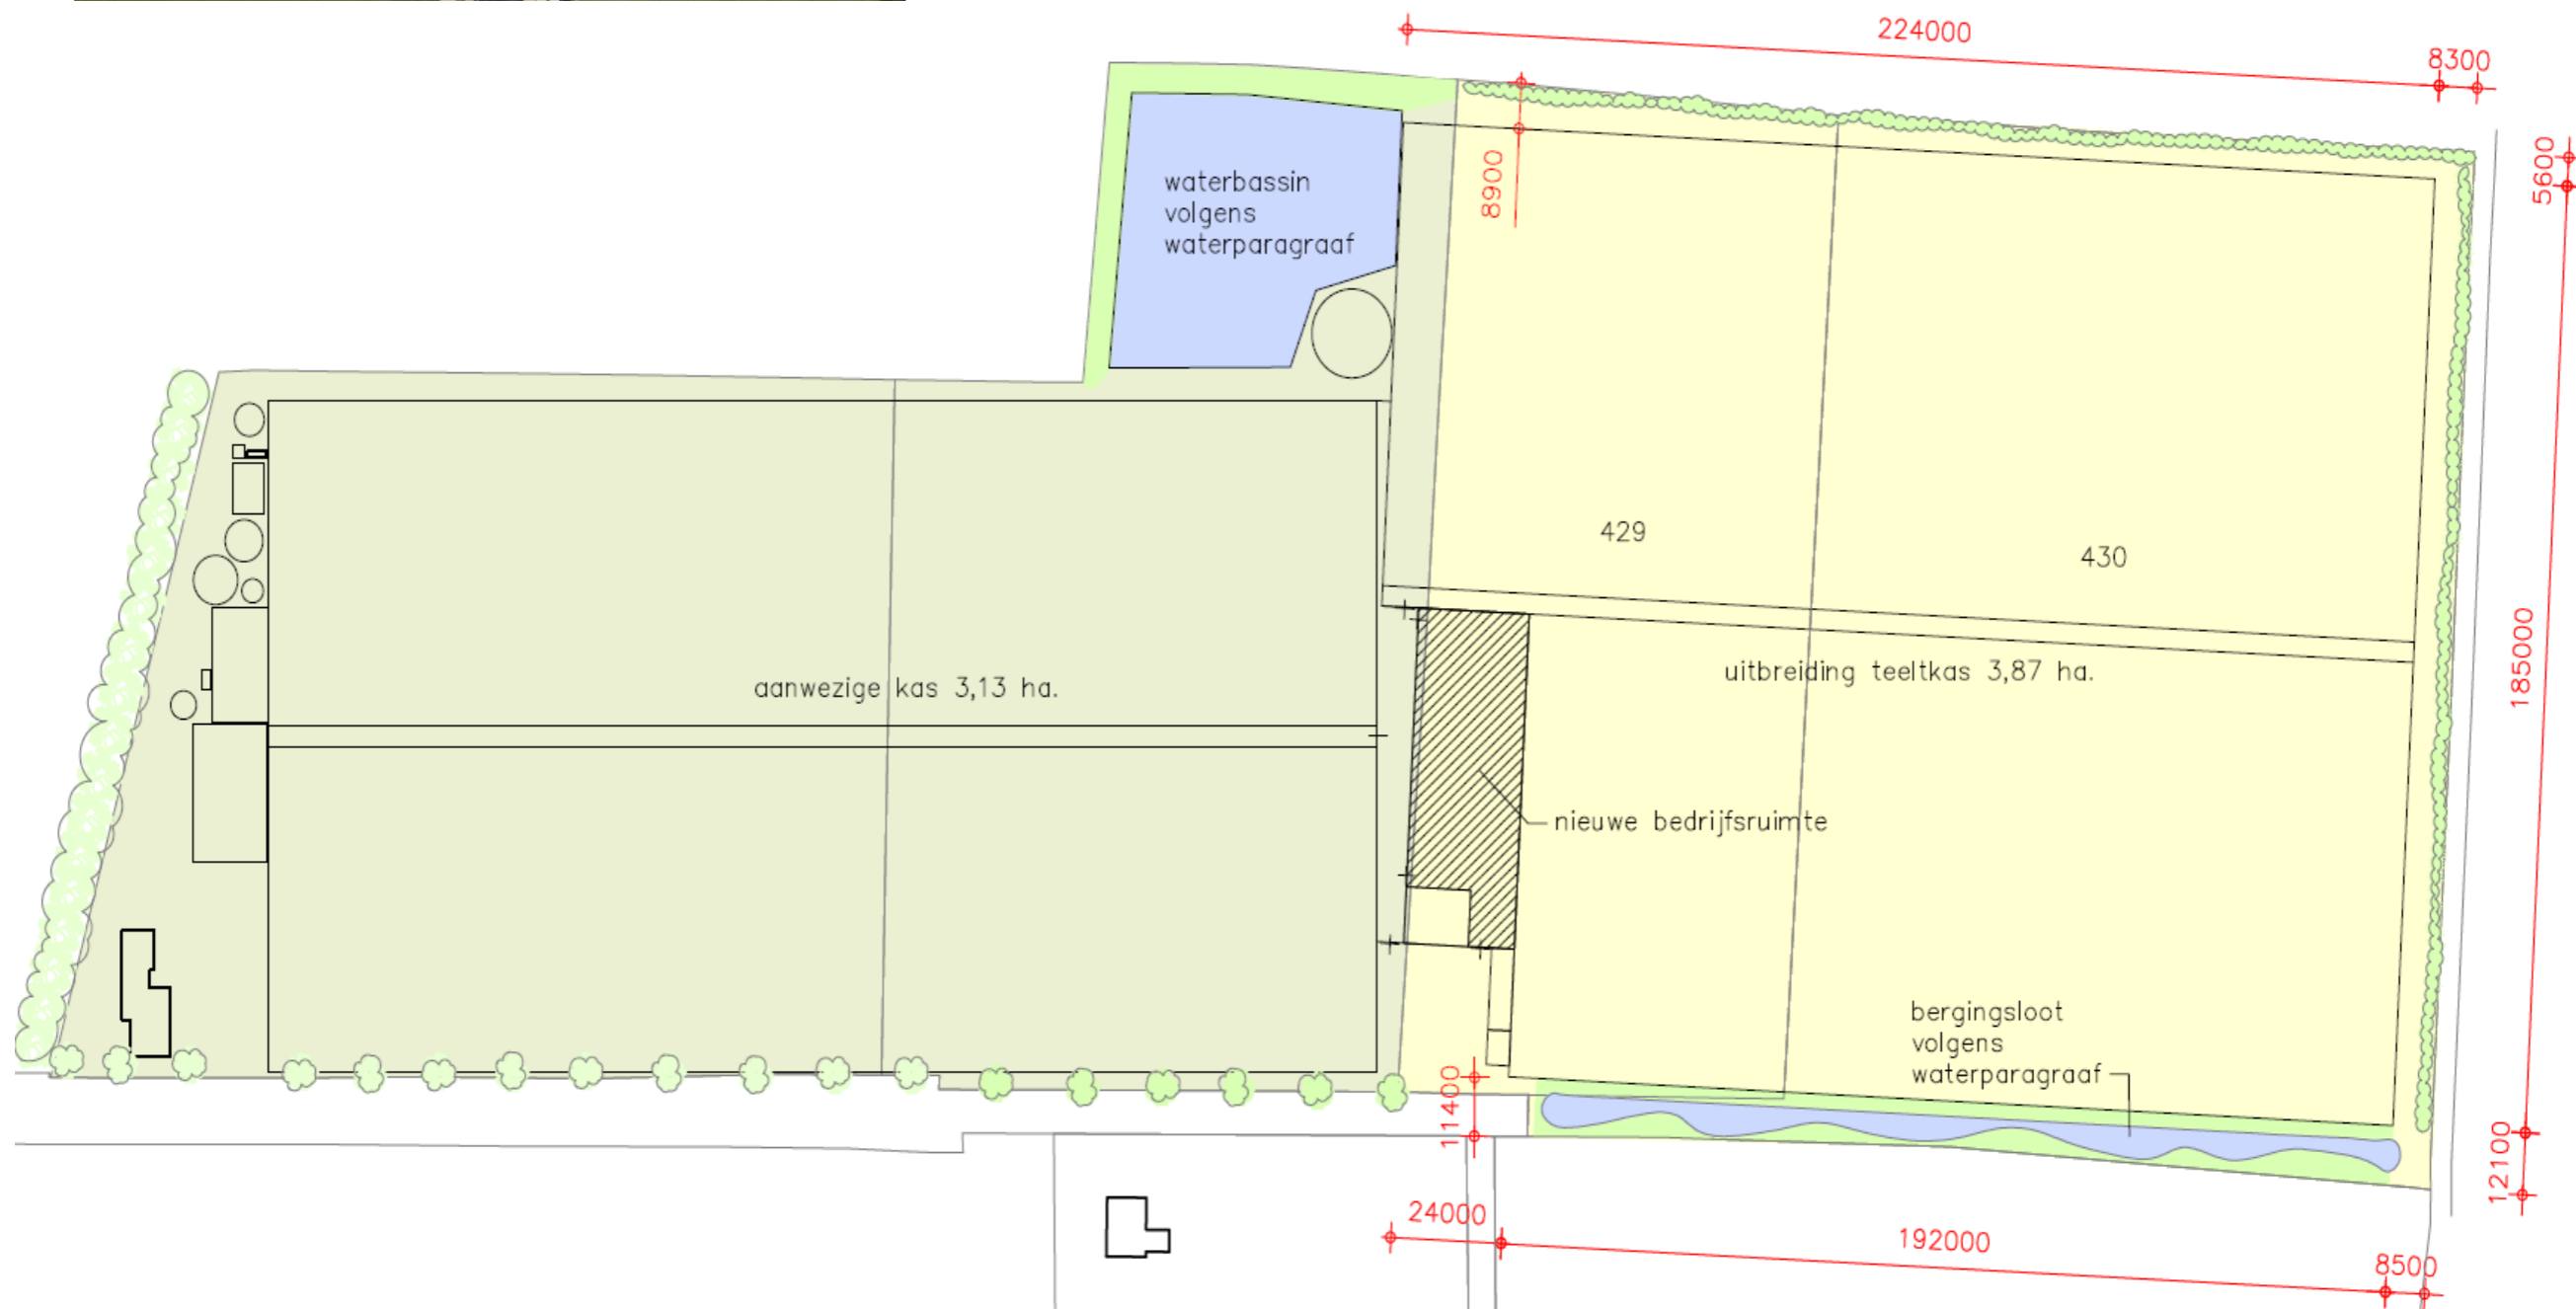 224000
8300
5600
8900
waterbassin
volgens
waterparagraaf
429
430
185000
aanwezige kas 3,13 ha.
uitbreiding teeltkas 3,87 ha.
nieuwe bedrijfsruimte
bergingsloot
volgens
waterparagraaf
11400
12100
24000
192000
8500